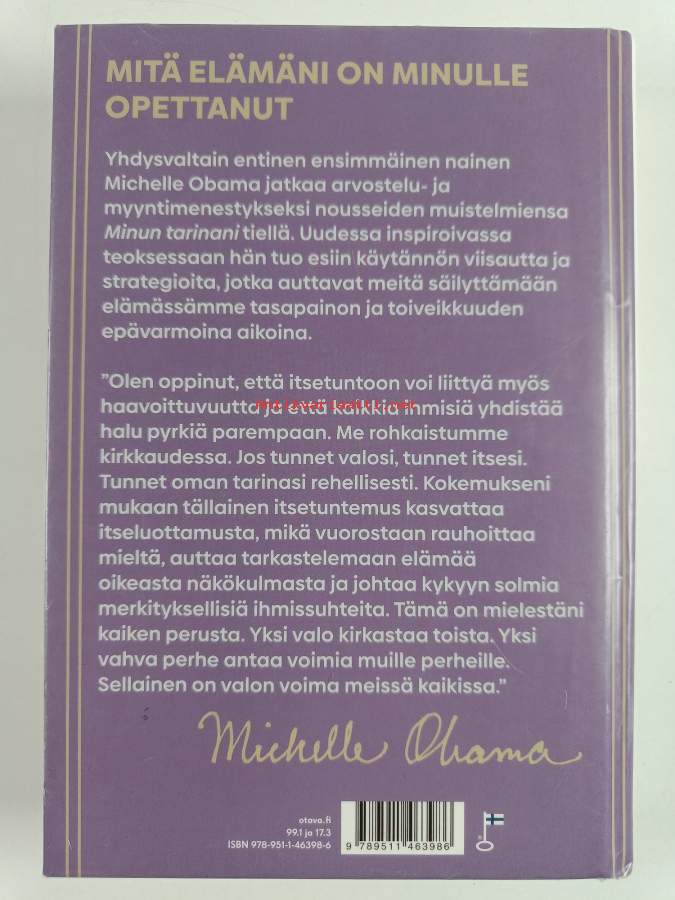 MITÄ ELÄMÄNI ON MINULLE
OPETTANUT
Yhdysvaltain entinen ensimmäinen nainen
Michelle Obama jatkaa arvostelu- ja
myyntimenestykseksi nousseiden muistelmiensa
Minun tarinani tiellä. Uudessa inspiroivassa
teoksessaan hän tuo esiin käytännön viisautta ja
strategioita, jotka auttavat meitä säilyttämään
elämässämme tasapainon ja toiveikkuuden
epävarmoina aikoina.
"Olen oppinut, että itsetuntoon voi liittyä myös
haavoittuvuutta ja että kaikkia ihmisiä yhdistää
halu pyrkiä parempaan. Me rohkaistumme
kirkkaudessa. Jos tunnet valosi, tunnet itsesi.
Tunnet oman tarinasi rehellisesti. Kokemukseni
mukaan tällainen itsetuntemus kasvattaa
itseluottamusta, mikä vuorostaan rauhoittaa
mieltä, auttaa tarkastelemaan elämää
oikeasta näkökulmasta ja johtaa kykyyn solmia
merkityksellisiä ihmissuhteita. Tämä on mielestäni
kaiken perusta. Yksi valo kirkastaa toista. Yksi
vahva perhe antaa voimia muille perheille.
Sellainen on valon voima meissä kaikissa."
Michelle Obama
otava.fi
99.1 ja 17.3
ISBN 978-951-1-46398-6
9 789511 463986